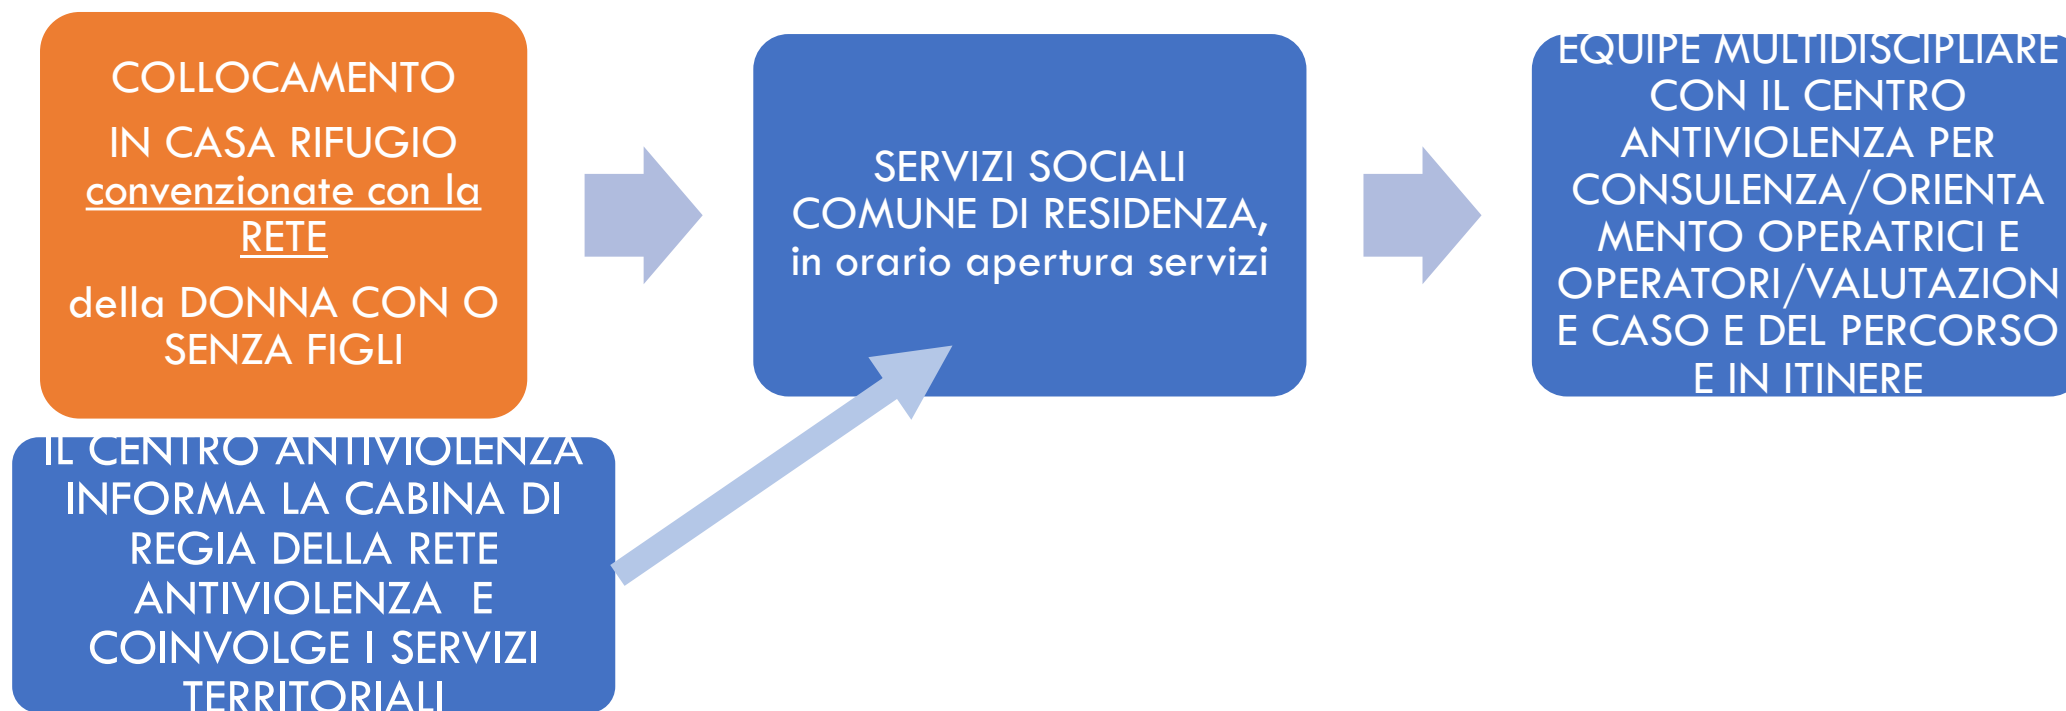 COLLOCAMENTO
IN CASA RIFUGIO
convenzionate con la
RETE
della DONNA CON O
SENZA FIGLI
SERVIZI SOCIALI
COMUNE DI RESIDENZA,
in orario apertura servizi
EQUIPE MULTIDISCIPLIARE
CON IL CENTRO
ANTIVIOLENZA PER
CONSULENZA/ORIENTA
MENTO OPERATRICI E
OPERATORI/VALUTAZION
E CASO E DEL PERCORSO
E IN ITINERE
IL CENTRO ANTIVIOLENZA
INFORMA LA CABINA DI
REGIA DELLA RETE
ANTIVIOLENZA  E
COINVOLGE I SERVIZI
TERRITORIALI